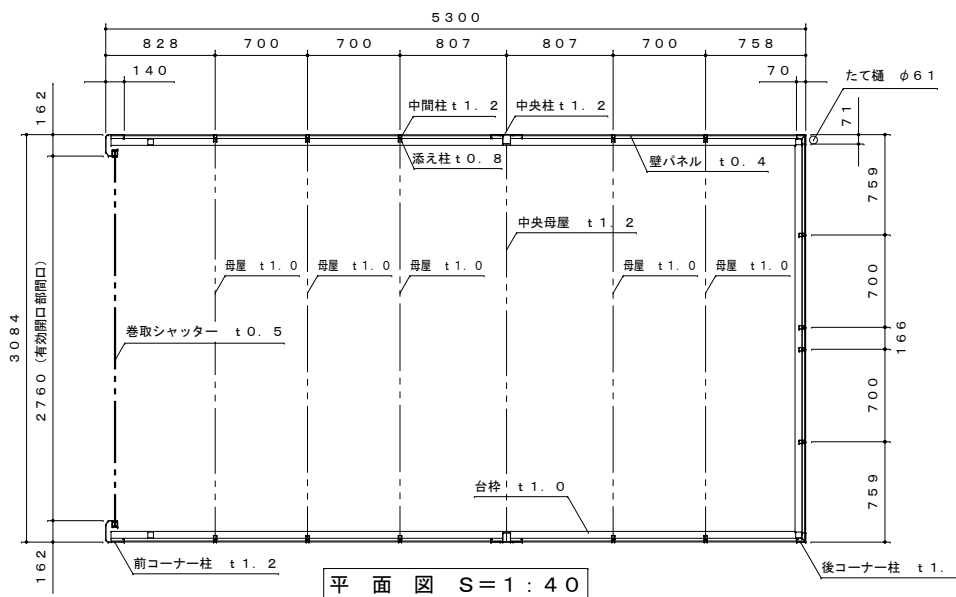 ５３００
８２８ ７００ ７００ ８０７ ８０７ ７００ ７５８
１４０ ７０ たて樋 φ６１
１６２
中間柱ｔ１．２ 中央柱ｔ１．２
７１
添え柱ｔ０．８ 壁パネル ｔ０．４
７５９
中央母屋 ｔ１．２
母屋 ｔ１．０ 母屋 ｔ１．０ 母屋 ｔ１．０ 母屋 ｔ１．０ 母屋 ｔ１．０
７００
巻取シャッター ｔ０．５
１６６
３０８４
２７６０（有効開口部間口）
７００
台枠 ｔ１．０
７５９
１６２
前コーナー柱 ｔ１．２
後コーナー柱 ｔ１．
平 面 図 Ｓ＝１：４０